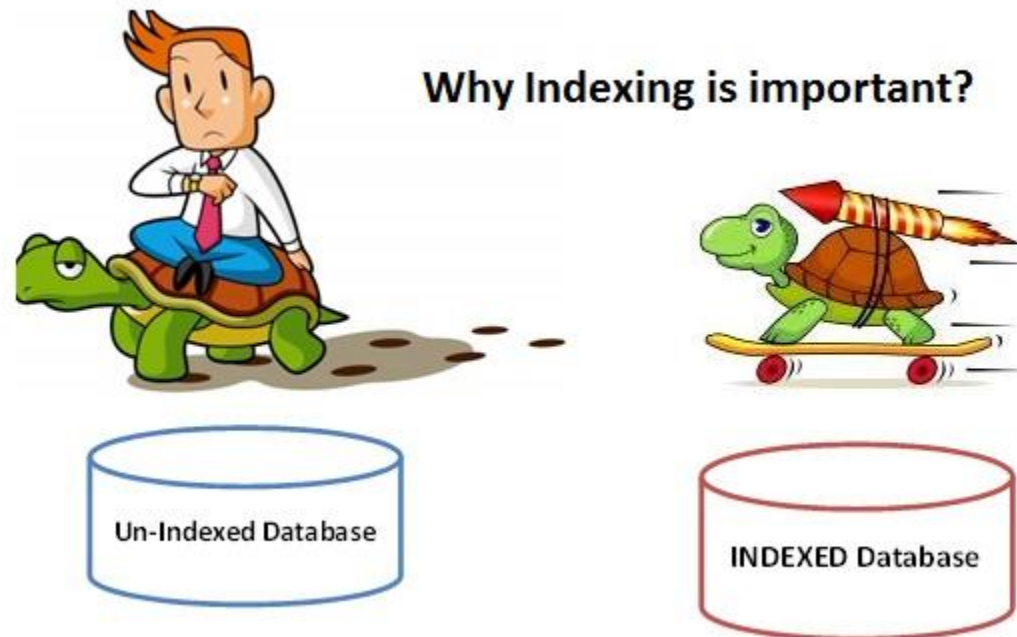 Why Indexing is important?
Un-Indexed Database
INDEXED Database